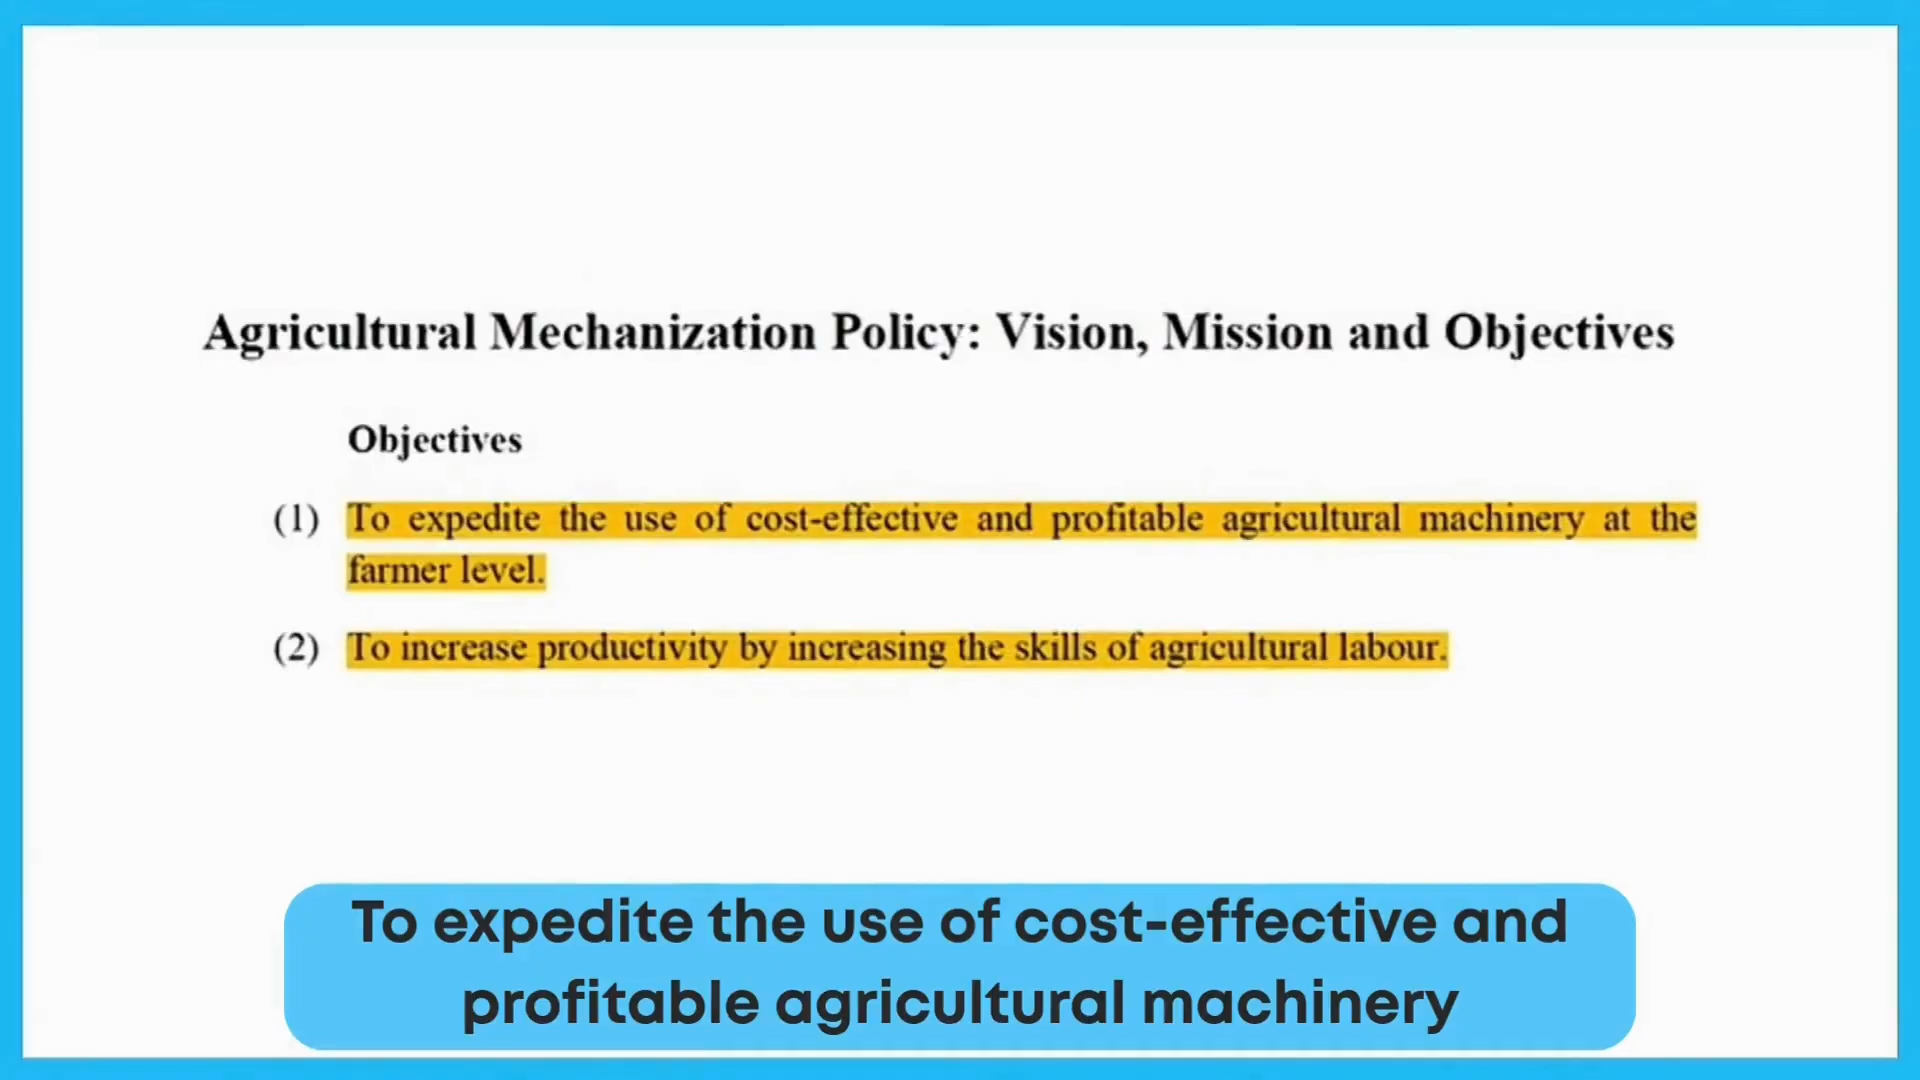 Agricultural Mechanization Policy: Vision, Mission and Objectives
Objectives
(1) To expedite the use of cost-effective and profitable agricultural machinery at the
farmer level.
(2) To increase productivity by increasing the skills of agricultural labour.
To expedite the use of cost-effective and
profitable agricultural machinery